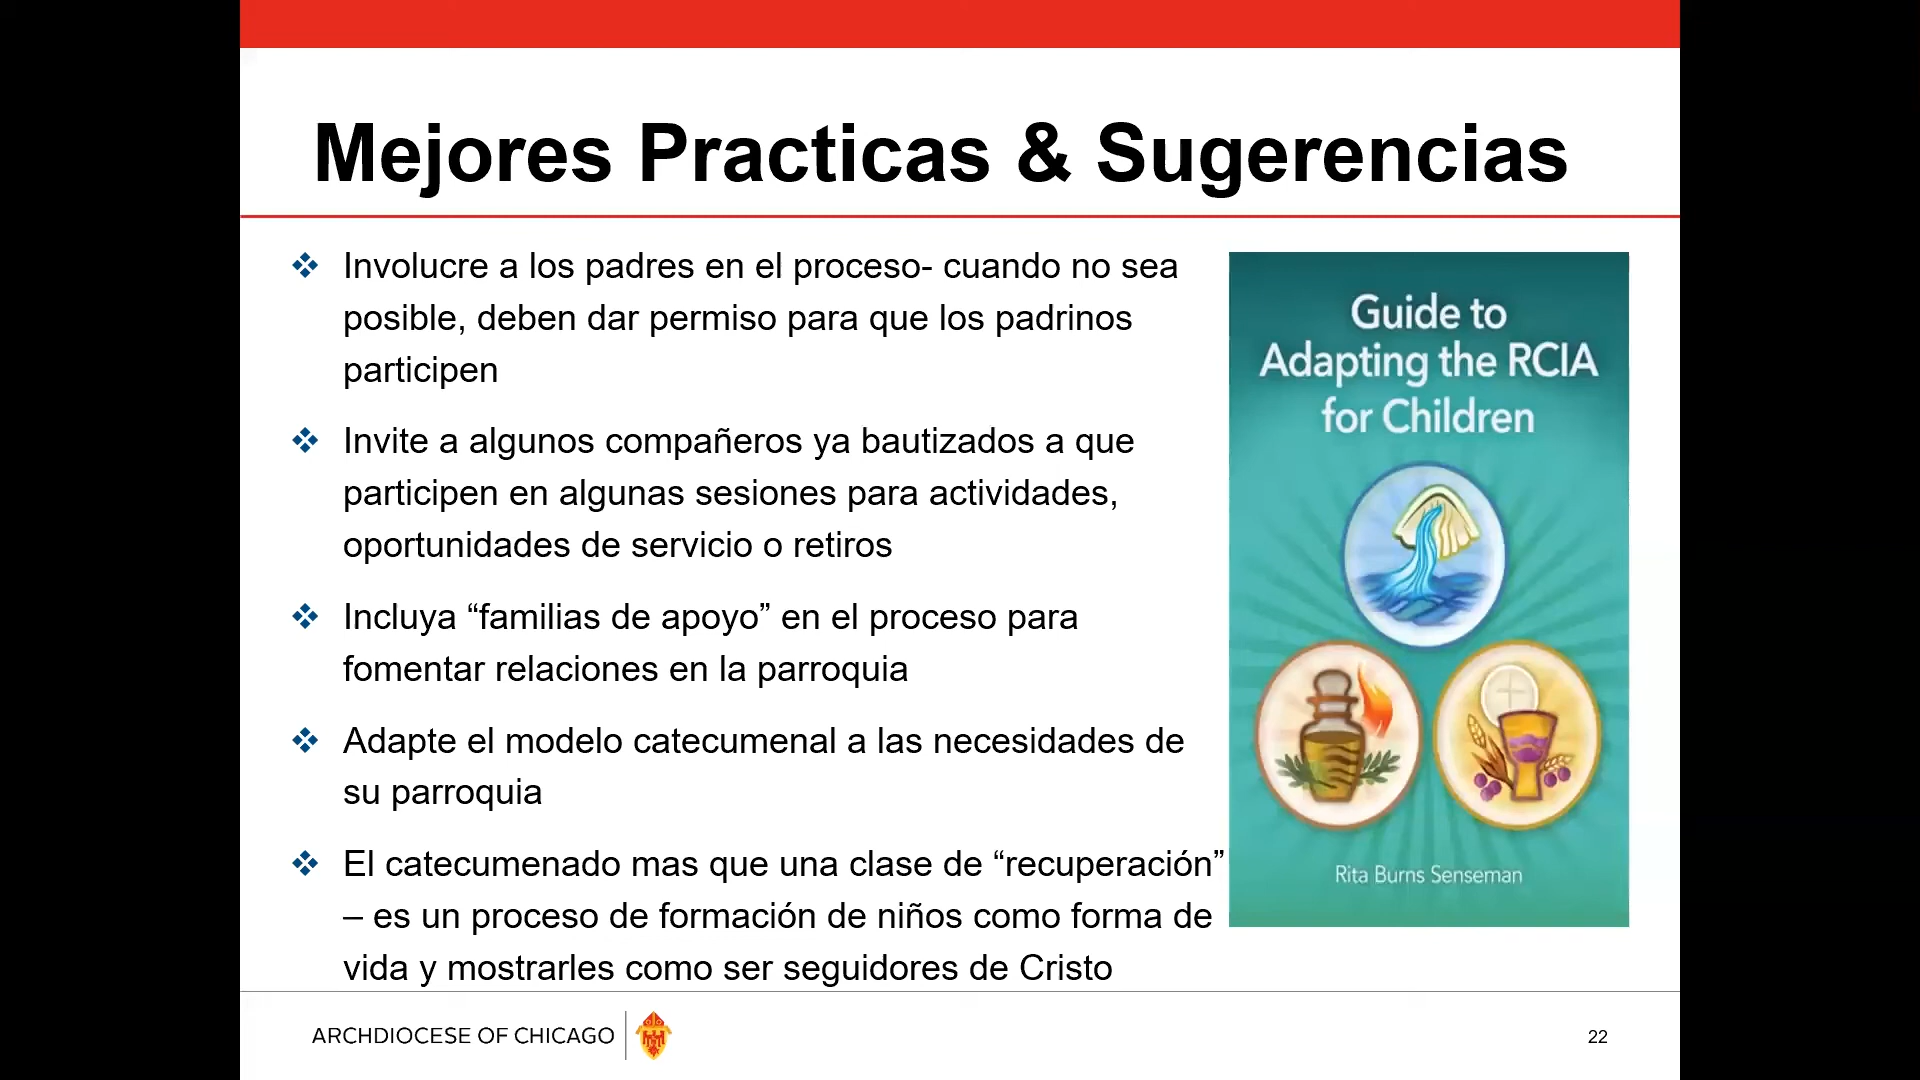 Mejores Practicas & Sugerencias
Involucre a los padres en el proceso- cuando no sea
posible, deben dar permiso para que los padrinos
participen
Invite a algunos compañeros ya bautizados a que
participen en algunas sesiones para actividades,
oportunidades de servicio o retiros
Incluya “familias de apoyo” en el proceso para
fomentar relaciones en la parroquia
Adapte el modelo catecumenal a las necesidades de
su parroquia
El catecumenado mas que una clase de “recuperación”
– es un proceso de formación de niños como forma de
vida y mostrarles como ser seguidores de Cristo
Guide to
Adapting the RCIA
for Children
Rita Burns Senseman
ARCHDIOCESE OF CHICAGO
22